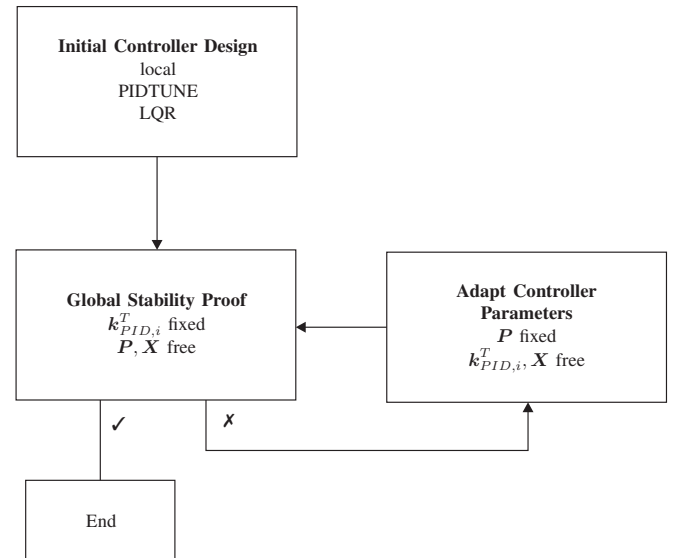 Initial Controller Design
local
PIDTUNE
LQR
Global Stability Proof
k^T_{PID,i} fixed
P, X free
Adapt Controller
Parameters
P fixed
k^T_{PID,i}, X free
✓
✗
End